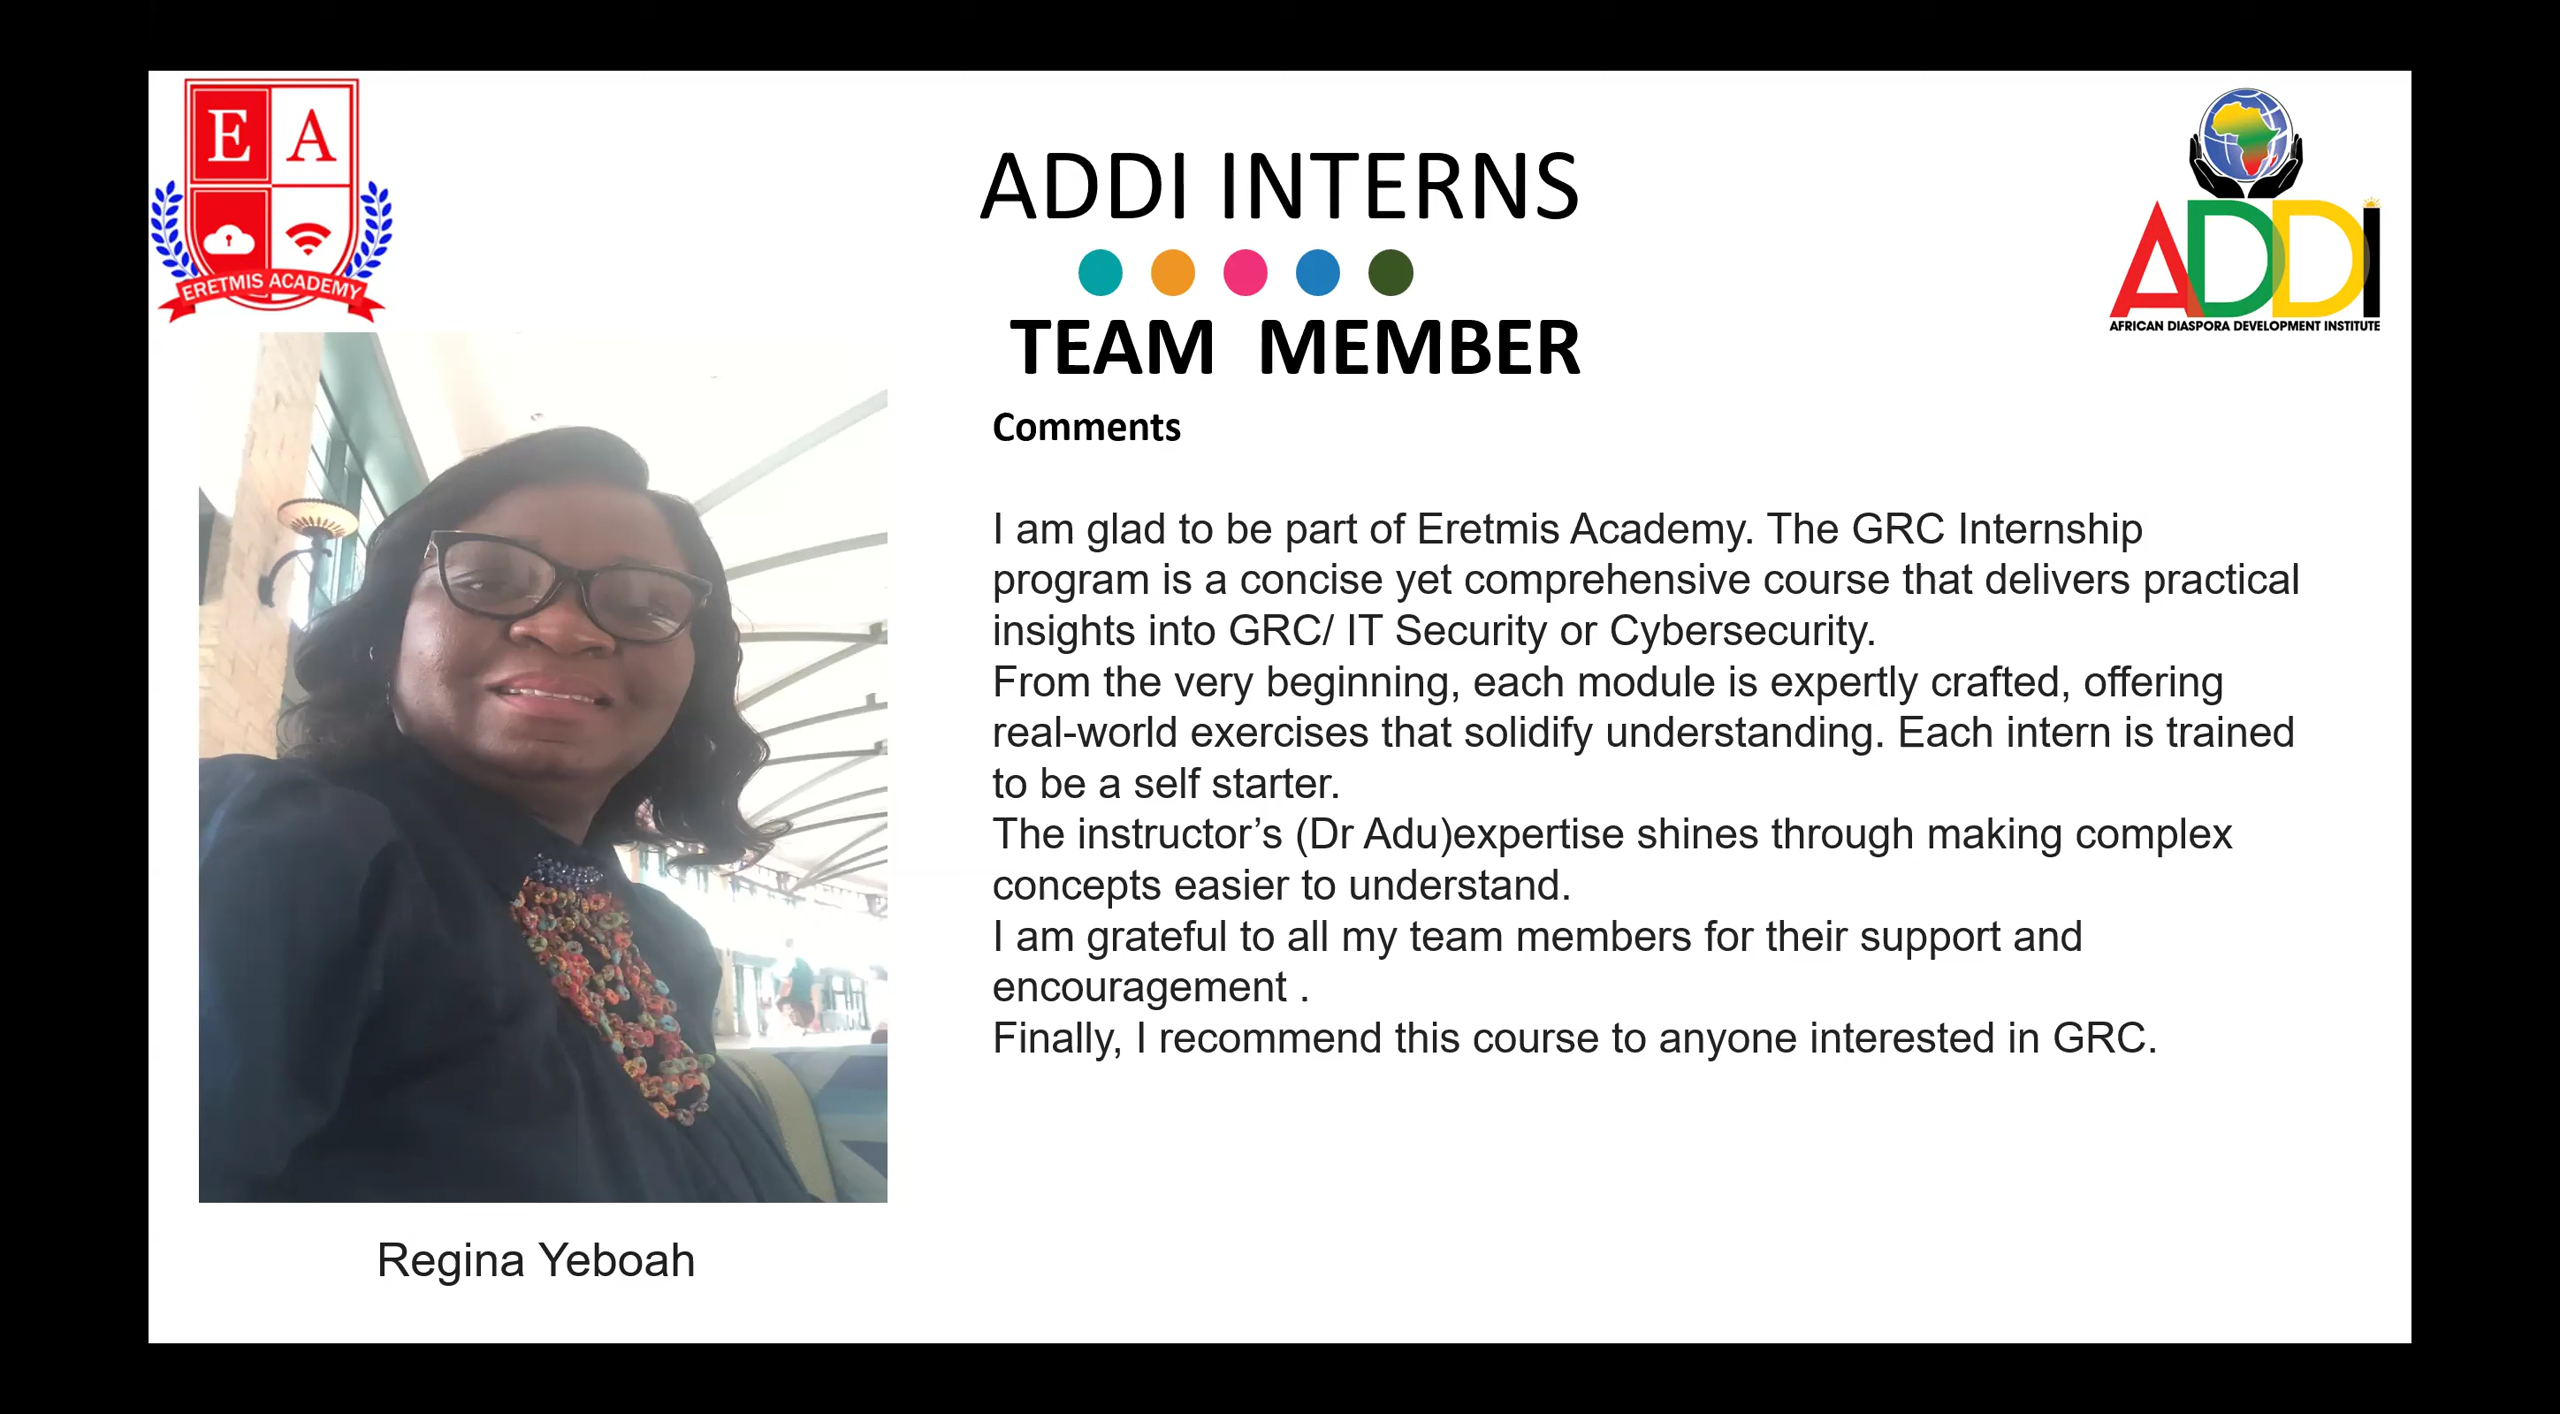 E A
ERETMIS ACADEMY
ADDI INTERNS
ADDI
AFRICAN DIASPORA DEVELOPMENT INSTITUTE
TEAM MEMBER
Comments
I am glad to be part of Eretmis Academy. The GRC Internship
program is a concise yet comprehensive course that delivers practical
insights into GRC/ IT Security or Cybersecurity.
From the very beginning, each module is expertly crafted, offering
real-world exercises that solidify understanding. Each intern is trained
to be a self starter.
The instructor’s (Dr Adu)expertise shines through making complex
concepts easier to understand.
I am grateful to all my team members for their support and
encouragement .
Finally, I recommend this course to anyone interested in GRC.
Regina Yeboah